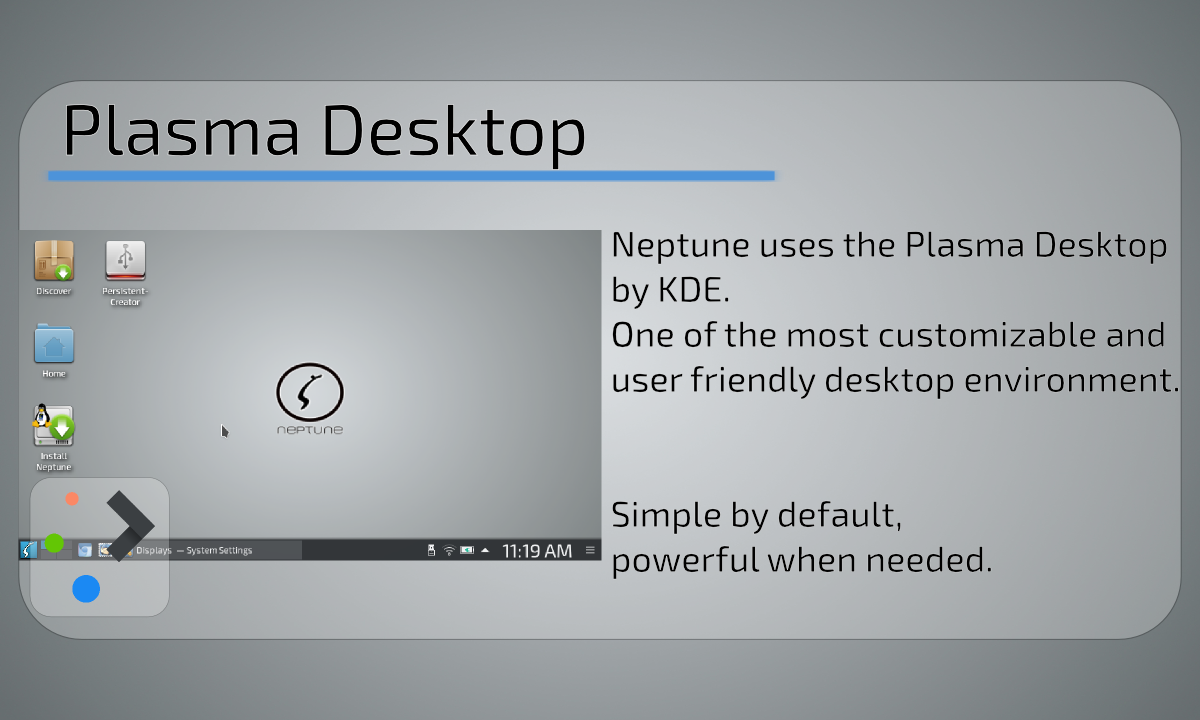 Plasma Desktop
Discover
Persistent-
Creator
Home
Install
Neptune
NEPTUNE
Displays — System Settings
11:19 AM
Neptune uses the Plasma Desktop
by KDE.
One of the most customizable and
user friendly desktop environment.
Simple by default,
powerful when needed.